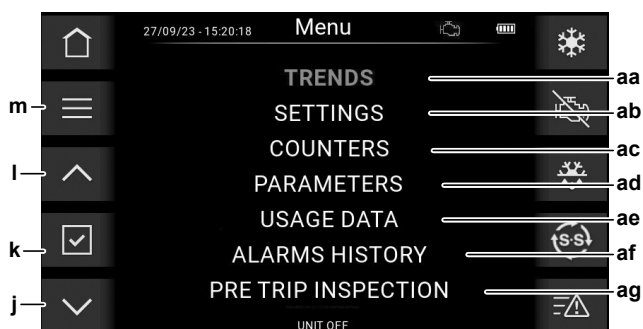 27/09/23 - 15:20:18 Menu
TRENDS aa
m SETTINGS ab
COUNTERS ac
l PARAMETERS ad
USAGE DATA ae
k ALARMS HISTORY af
S·S
j PRE TRIP INSPECTION ag
UNIT OFF